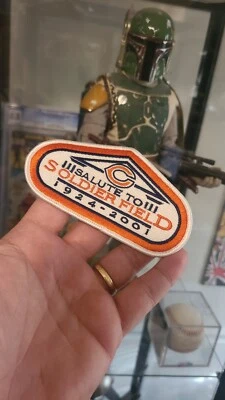 C
SALUTE TO
SOLDIER FIELD
1924-2001